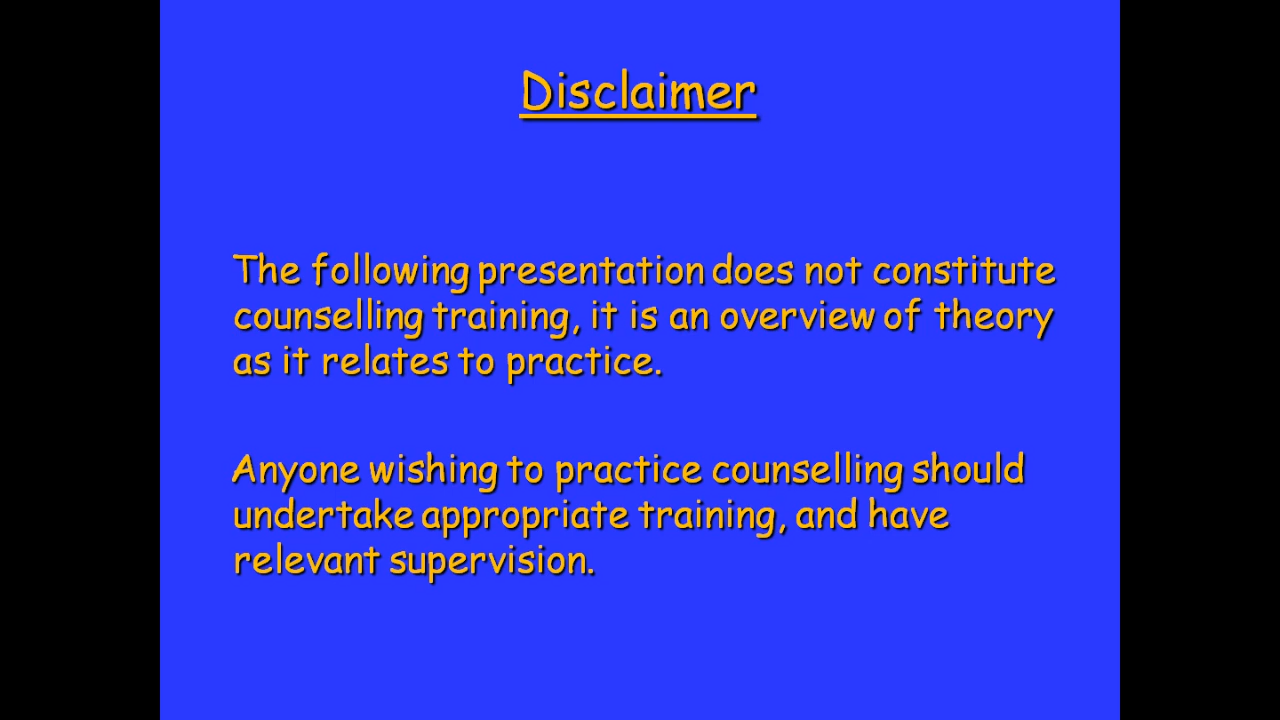 Disclaimer
The following presentation does not constitute
counselling training, it is an overview of theory
as it relates to practice.
Anyone wishing to practice counselling should
undertake appropriate training, and have
relevant supervision.